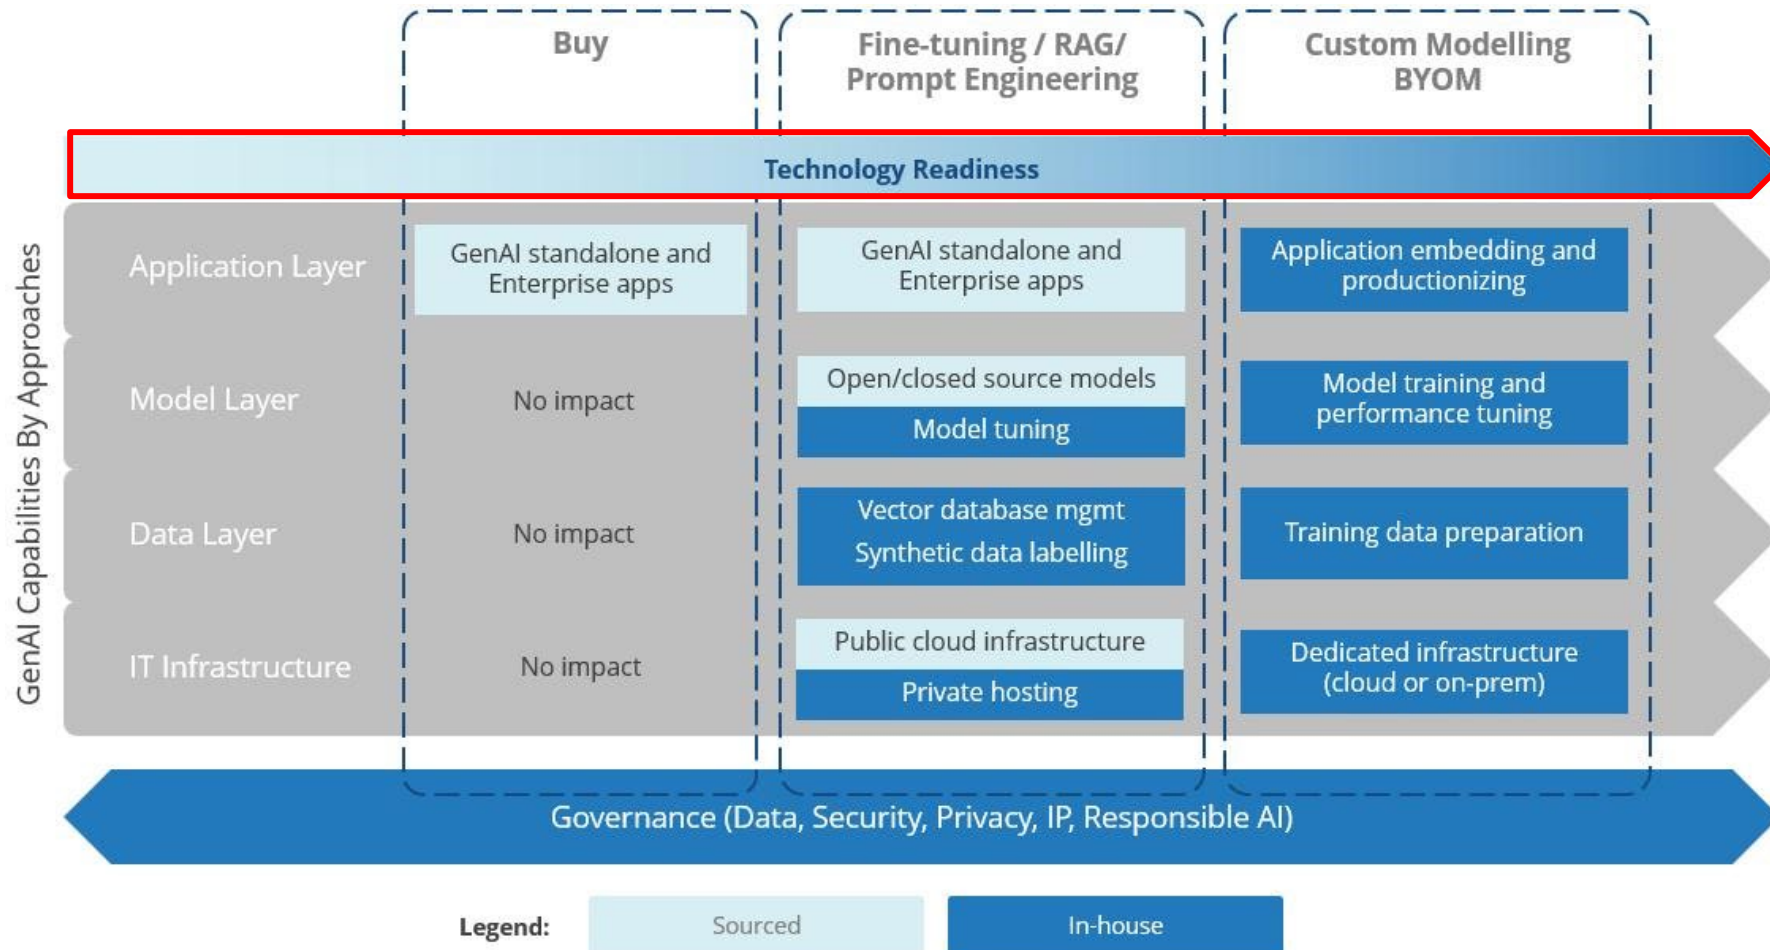 Buy
Fine-tuning / RAG/
Prompt Engineering
Custom Modelling
BYOM
Technology Readiness
GenAI Capabilities By Approaches
Application Layer
GenAI standalone and
Enterprise apps
GenAI standalone and
Enterprise apps
Application embedding and
productionizing
Model Layer
No impact
Open/closed source models
Model tuning
Model training and
performance tuning
Data Layer
No impact
Vector database mgmt
Synthetic data labelling
Training data preparation
IT Infrastructure
No impact
Public cloud infrastructure
Private hosting
Dedicated infrastructure
(cloud or on-prem)
Governance (Data, Security, Privacy, IP, Responsible AI)
Legend:
Sourced
In-house